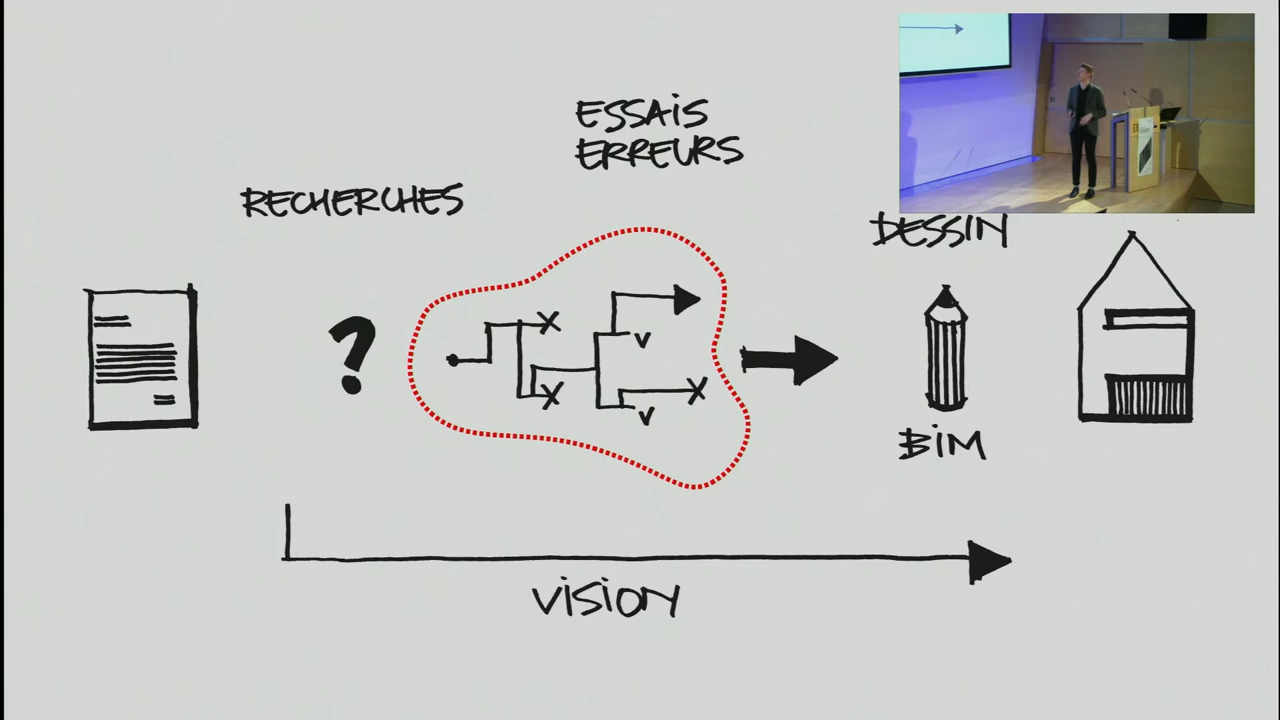 RECHERCHES
ESSAiS
ERREURS
DESSIN
BiM
?
x
x
v
x
v
ViSiON